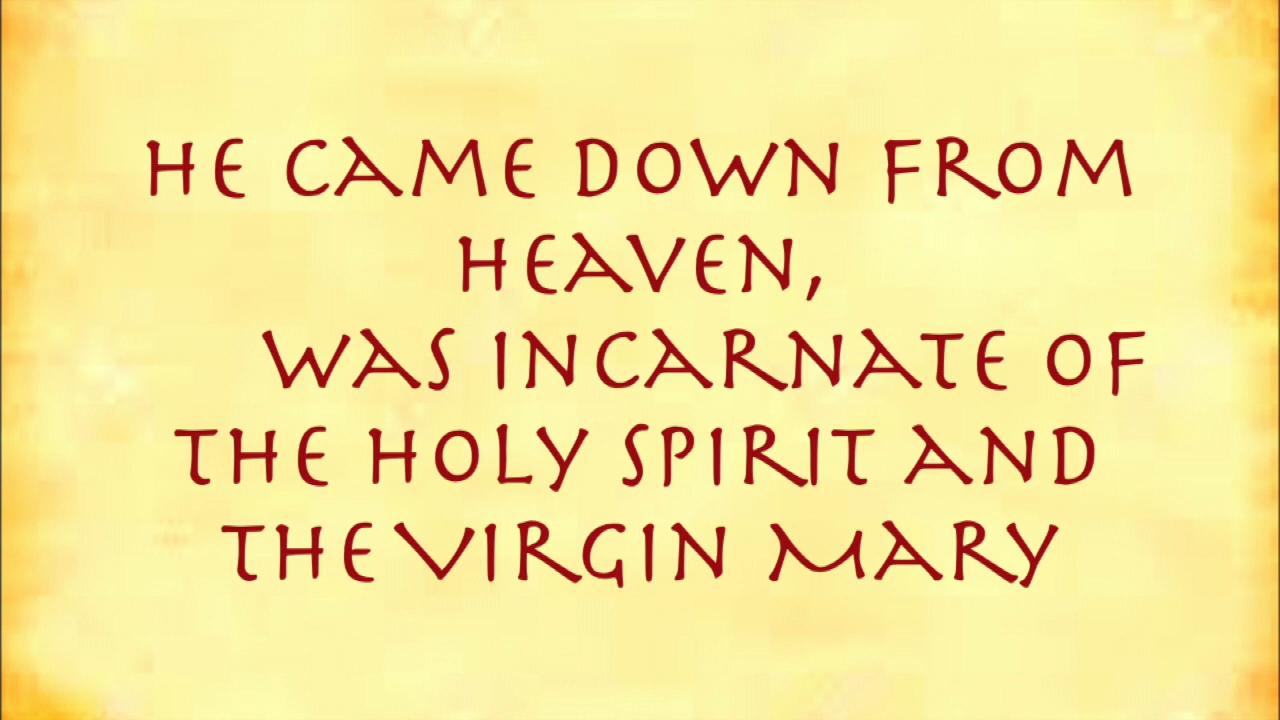 HE CAME DOWN FROM
HEAVEN,
WAS INCARNATE OF
THE HOLY SPIRIT AND
THE VIRGIN MARY